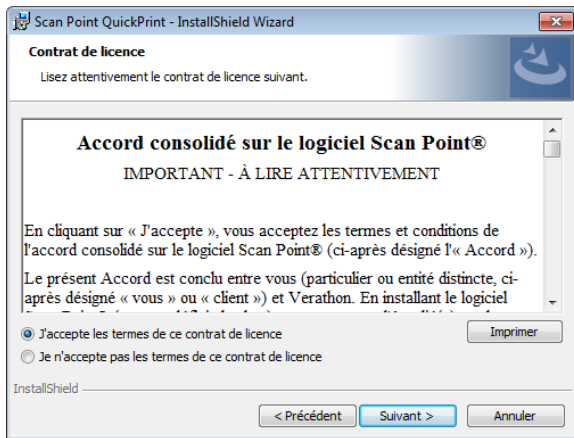 Scan Point QuickPrint - InstallShield Wizard
Contrat de licence
Lisez attentivement le contrat de licence suivant.
Accord consolidé sur le logiciel Scan Point®
IMPORTANT - À LIRE ATTENTIVEMENT
En cliquant sur « J'accepte », vous acceptez les termes et conditions de
l'accord consolidé sur le logiciel Scan Point® (ci-après désigné l'« Accord »).
Le présent Accord est conclu entre vous (particulier ou entité distincte, ci-
après désigné « vous » ou « client ») et Verathon. En installant le logiciel
J'accepte les termes de ce contrat de licence
Imprimer
Je n'accepte pas les termes de ce contrat de licence
InstallShield
< Précédent
Suivant >
Annuler